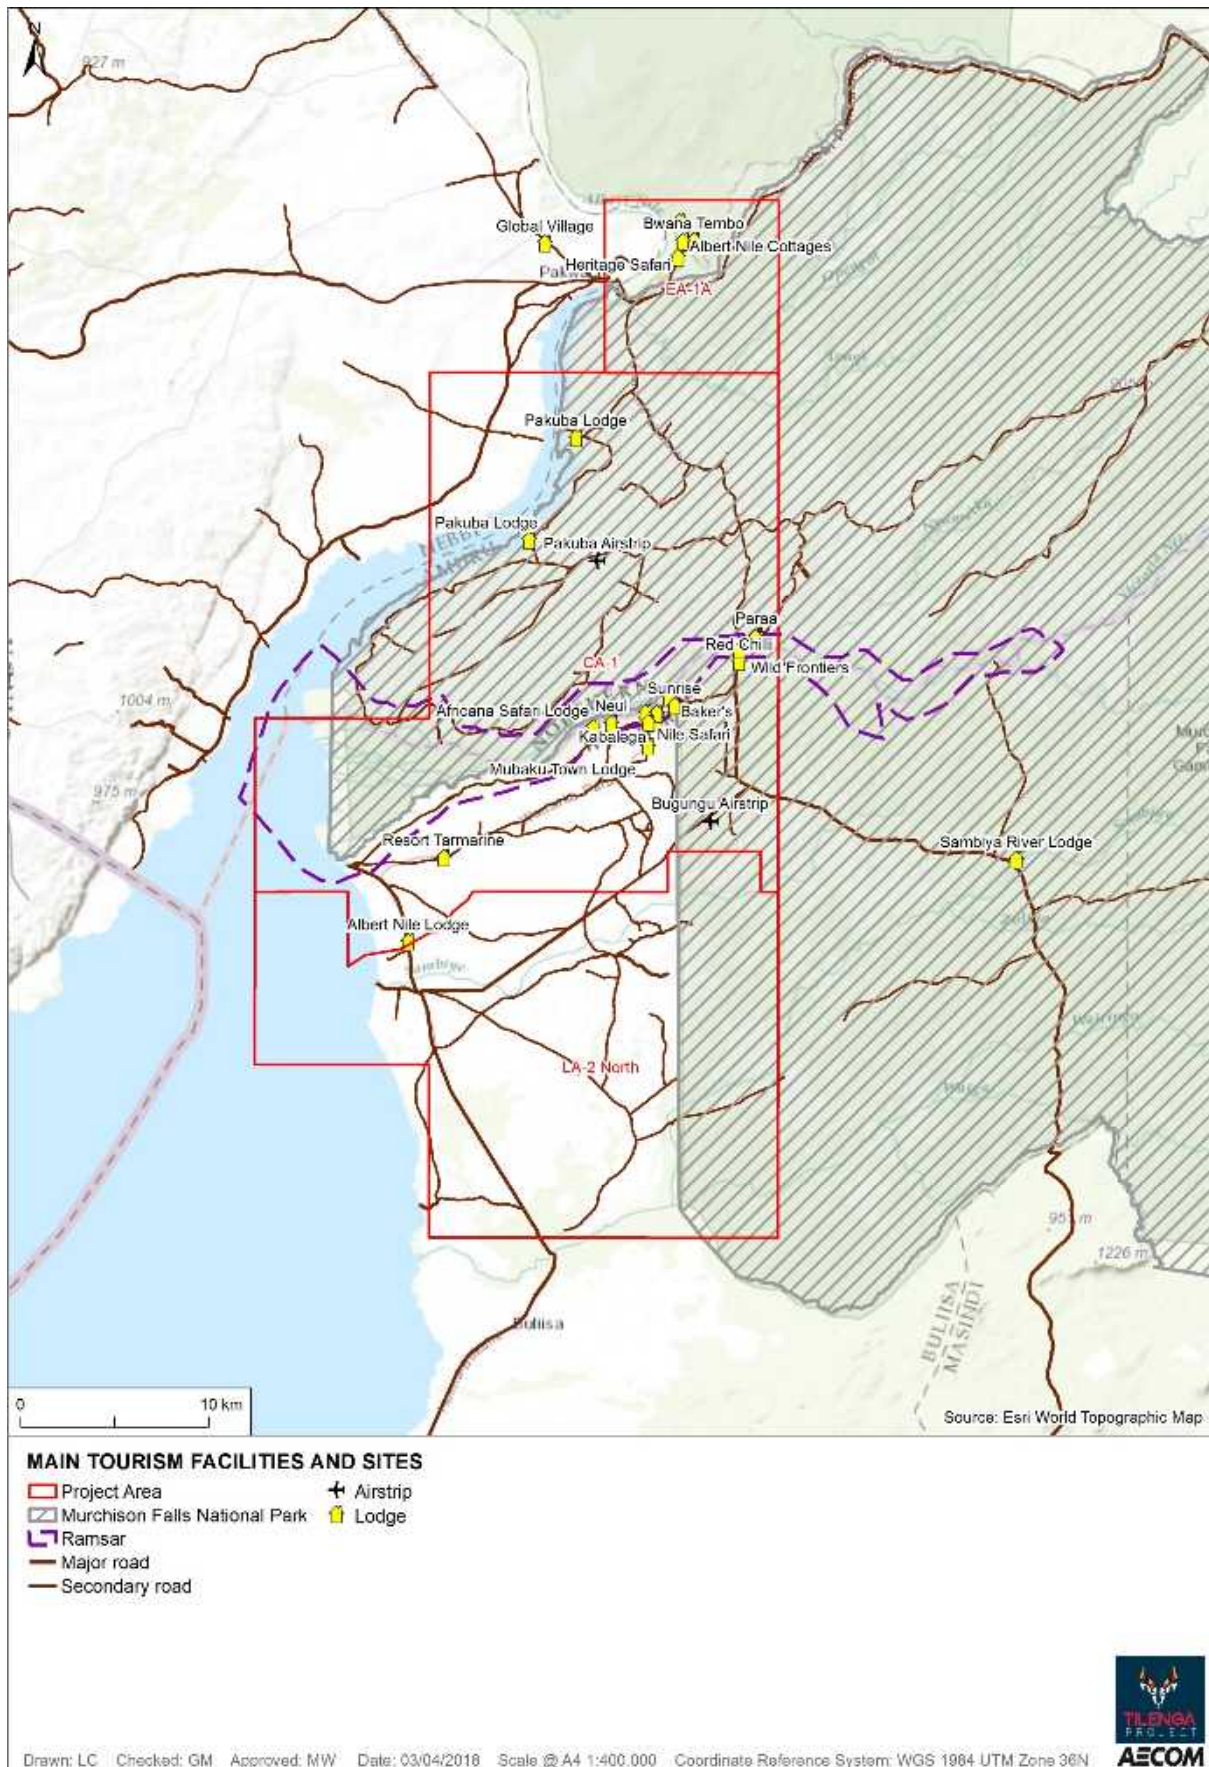 N
927 m
Bwana Tembo
Global Village
Albert Nile Cottages
Heritage Safari
EA-1A
Pakuba Lodge
Pakuba Lodge
Pakuba Airship
Paraa
CA-1
Wild Frontiers
Sunrise
Africana Safari Lodge
Neul
Baker's
Kabalega
Nile Safari
Mubaku Town Lodge
1004 m
975 m
Bugungu Airstrip
Resort Tarmarine
Sambiya River Lodge
Albert Nile Lodge
LA-2 North
1226 m
BULIISA
MASINDI
Buliisa
0 10 km
Source: Esri World Topographic Map
MAIN TOURISM FACILITIES AND SITES
Project Area
Airstrip
Murchison Falls National Park
Lodge
Ramsar
Major road
Secondary road
TILENGA
PROJECT
AECOM
Drawn: LC Checked: GM Approved: MW Date: 03/04/2018 Scale @ A4 1:400,000 Coordinate Reference System: WGS 1984 UTM Zone 36N